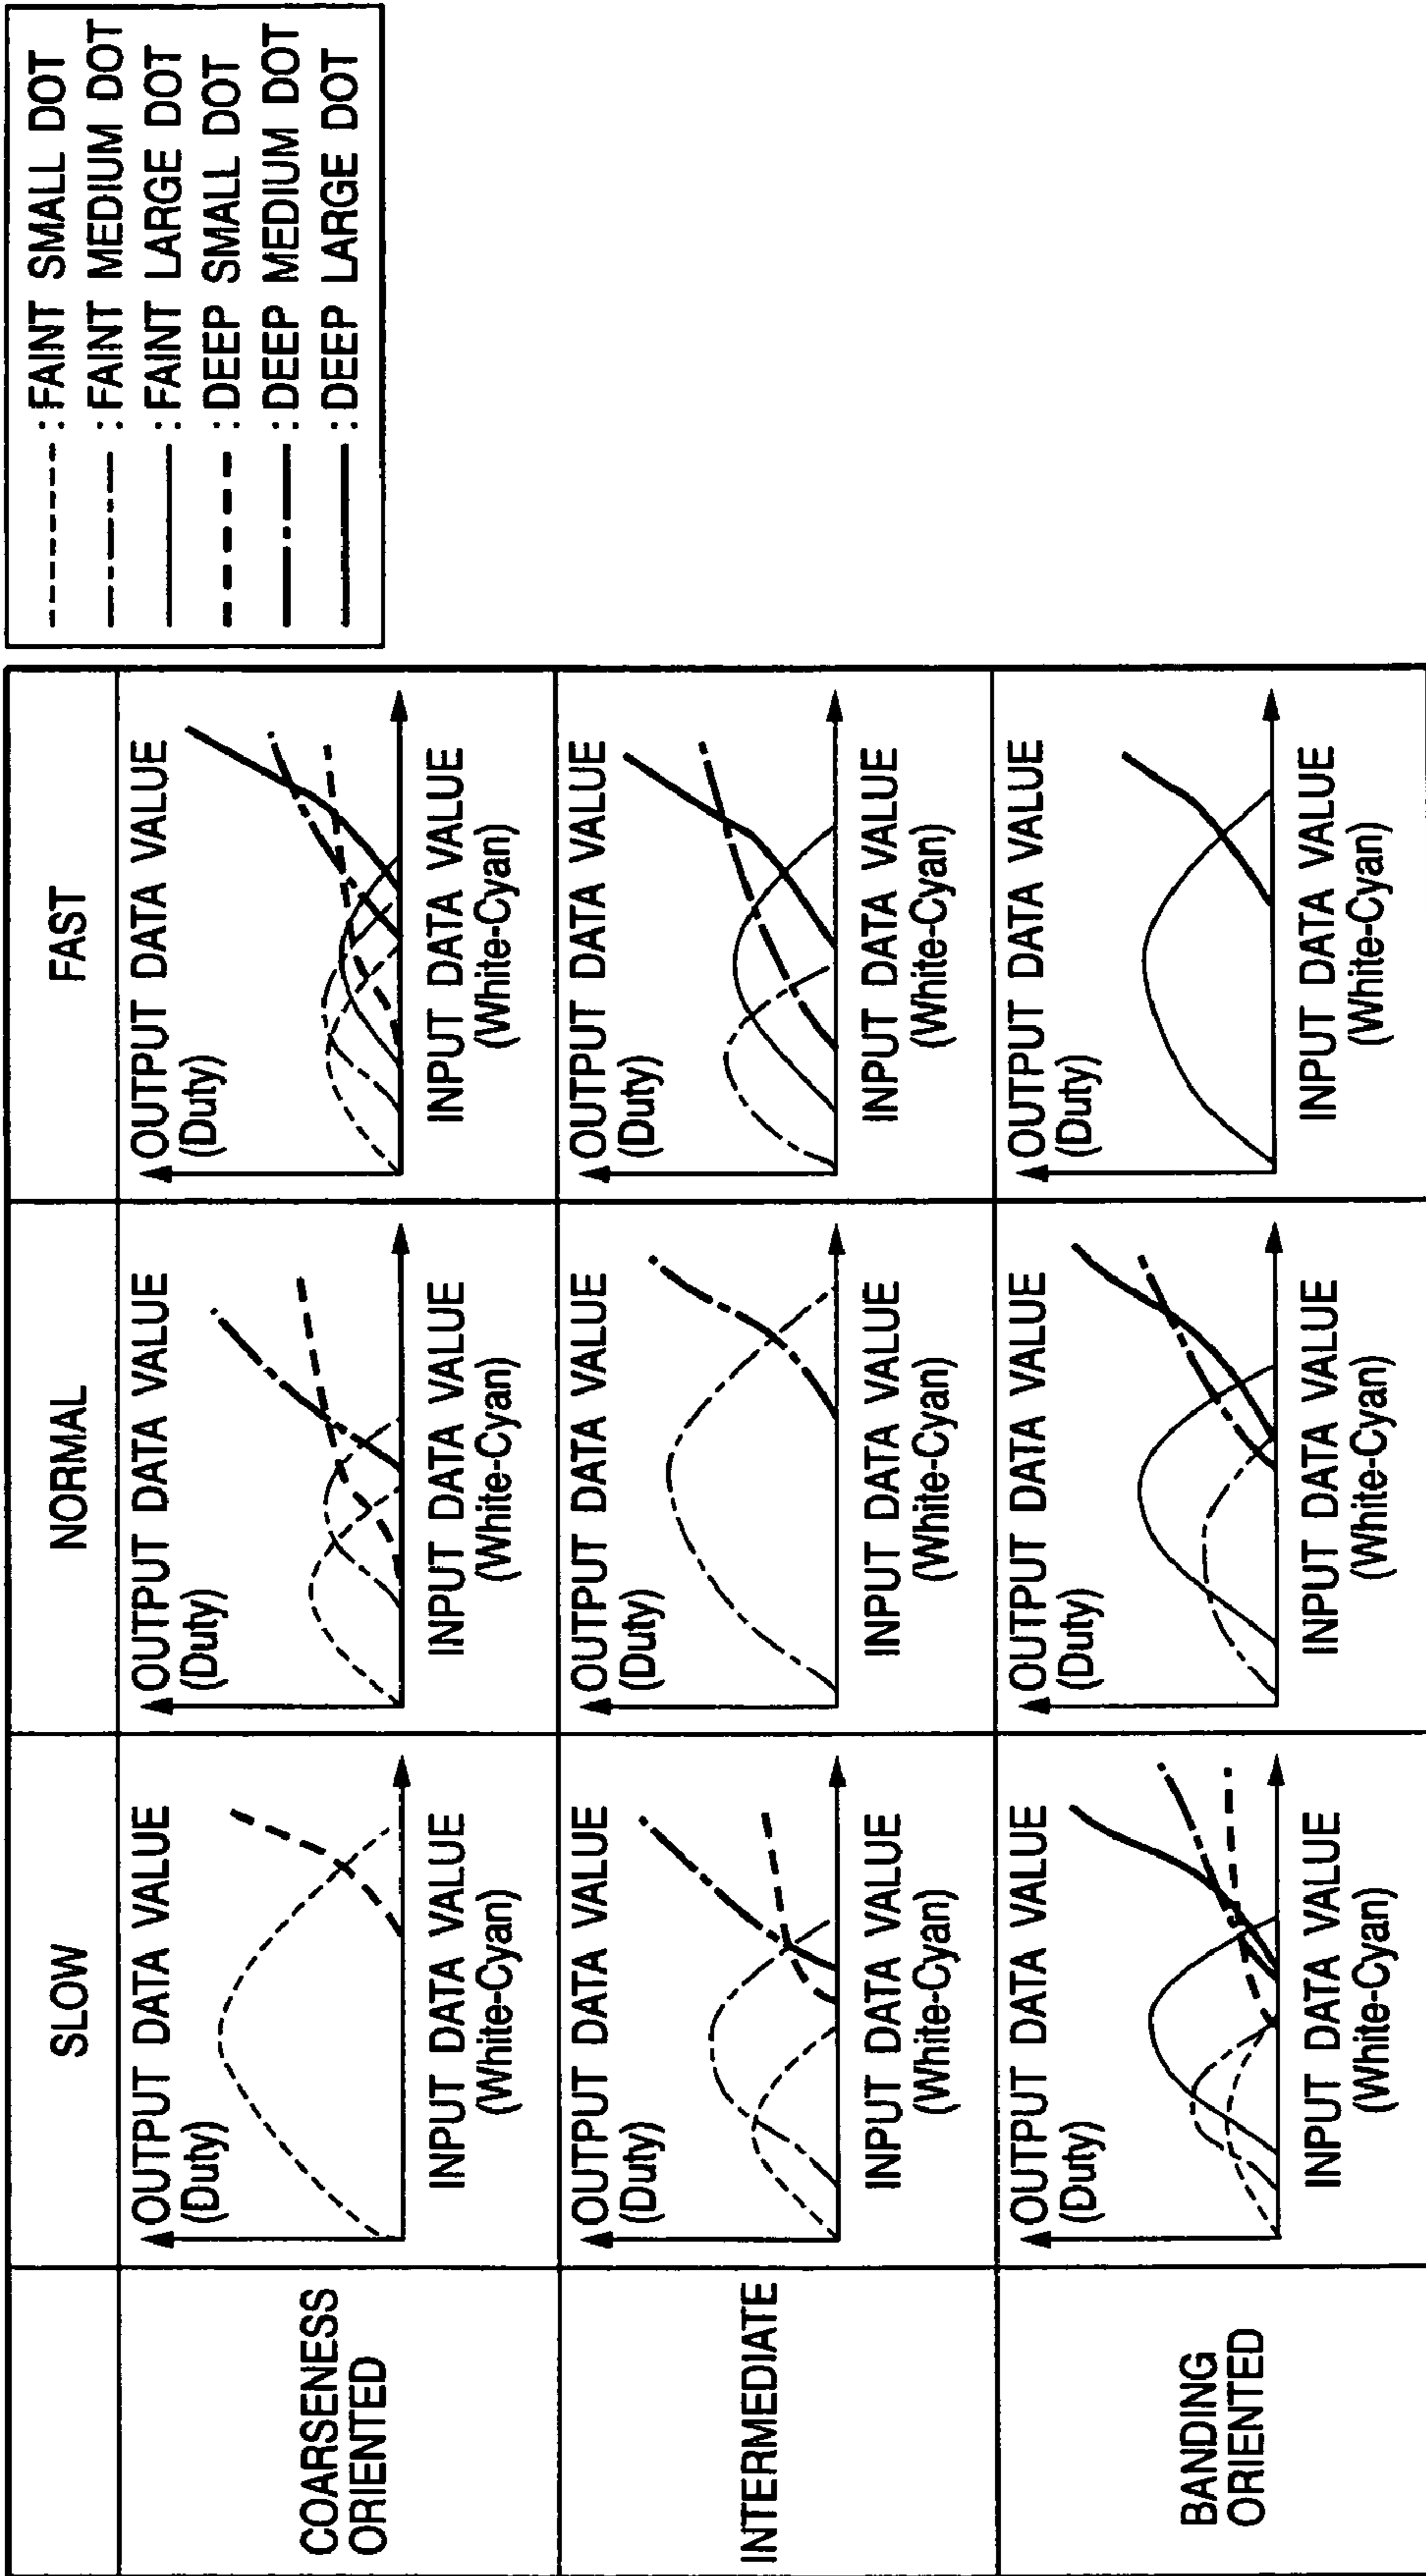 SLOW
NORMAL
FAST
COARSENESS
ORIENTED
OUTPUT DATA VALUE
(Duty)
INPUT DATA VALUE
(White-Cyan)
OUTPUT DATA VALUE
(Duty)
INPUT DATA VALUE
(White-Cyan)
OUTPUT DATA VALUE
(Duty)
INPUT DATA VALUE
(White-Cyan)
INTERMEDIATE
OUTPUT DATA VALUE
(Duty)
INPUT DATA VALUE
(White-Cyan)
OUTPUT DATA VALUE
(Duty)
INPUT DATA VALUE
(White-Cyan)
OUTPUT DATA VALUE
(Duty)
INPUT DATA VALUE
(White-Cyan)
BANDING
ORIENTED
OUTPUT DATA VALUE
(Duty)
INPUT DATA VALUE
(White-Cyan)
OUTPUT DATA VALUE
(Duty)
INPUT DATA VALUE
(White-Cyan)
OUTPUT DATA VALUE
(Duty)
INPUT DATA VALUE
(White-Cyan)
: FAINT SMALL DOT
: FAINT MEDIUM DOT
: FAINT LARGE DOT
: DEEP SMALL DOT
: DEEP MEDIUM DOT
: DEEP LARGE DOT